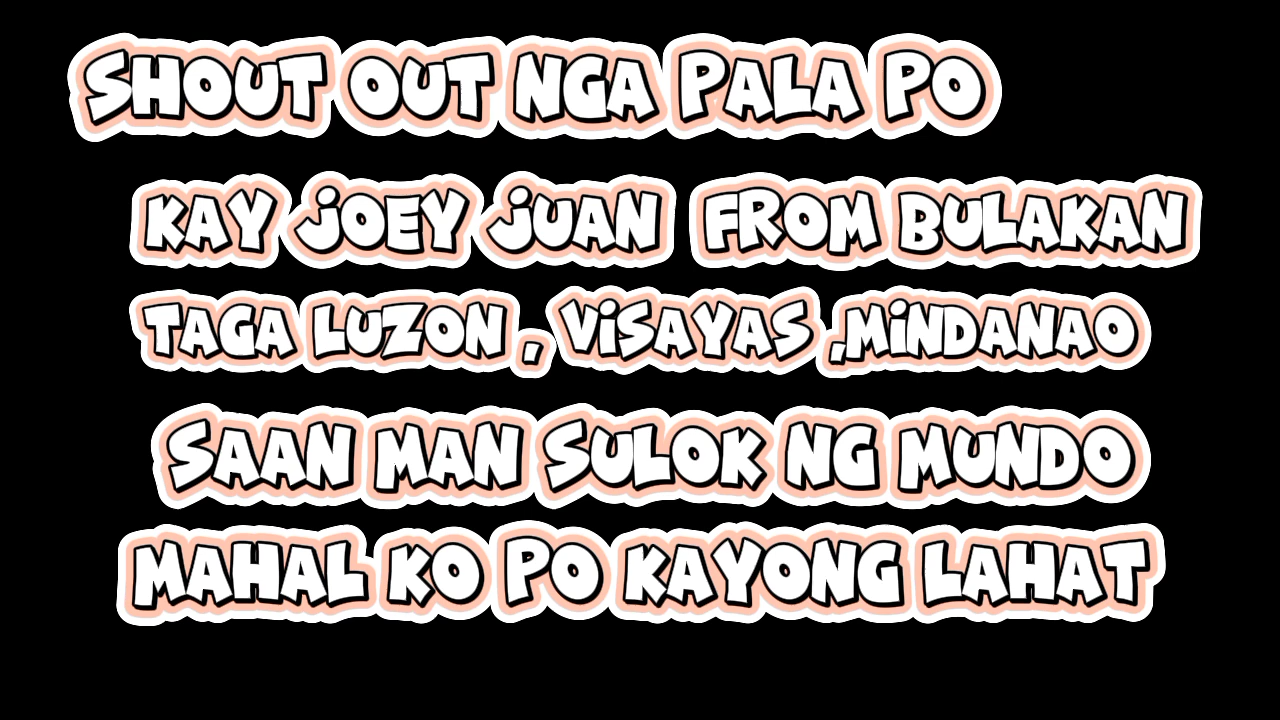 SHOUT OUT NGA PALA PO
KAY JOEY JUAN FROM BULAKAN
TAGA LUZON , VISAYAS ,MINDANAO
SAAN MAN SULOK NG MUNDO
MAHAL KO PO KAYONG LAHAT